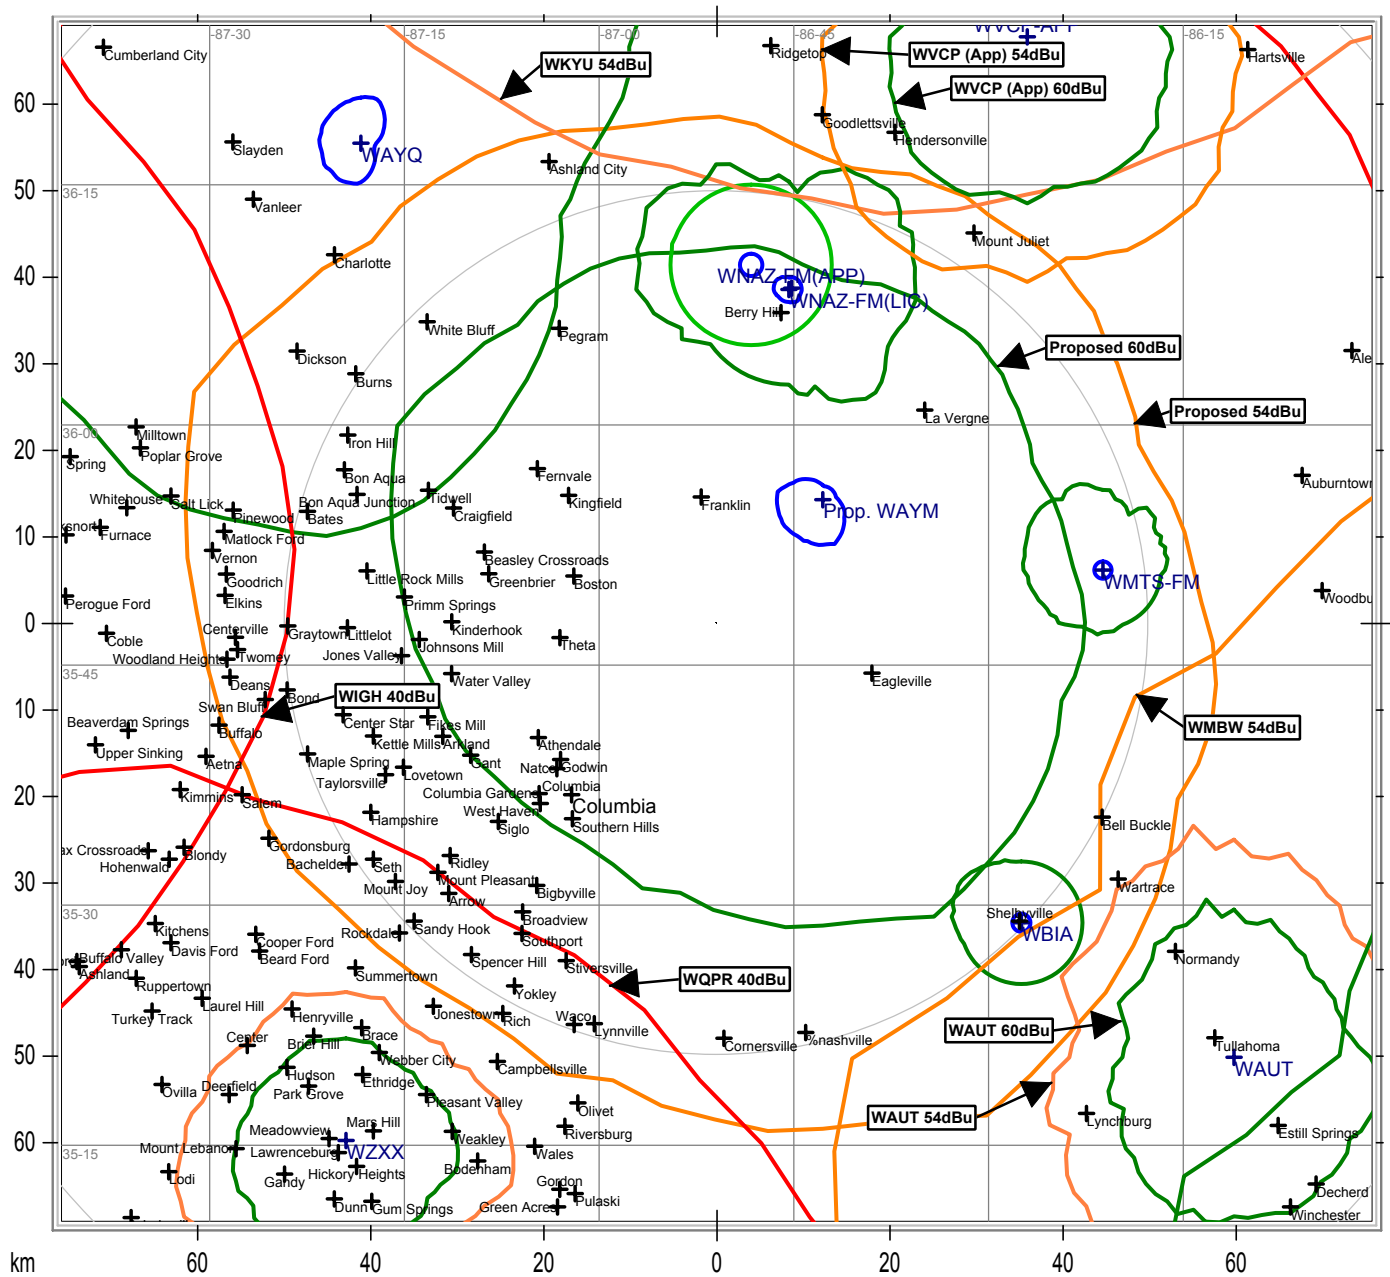 WVCP-APP
-87-30
-87-15
-87-00
-86-45
-86-15
Cumberland City
Ridgetop
WVCP (App) 54dBu
Hartsville
WKYU 54dBu
WVCP (App) 60dBu
60
Goodlettsville
Hendersonville
Slayden
WAYQ
Ashland City
50
36-15
Vanleer
Mount Juliet
Charlotte
40
WNAZ-FM(APP)
WNAZ-FM(LIC)
Berry Hill
White Bluff
Pegram
Proposed 60dBu
30
Dickson
Ale
Burns
Proposed 54dBu
La Vergne
36-00
Milltown
Iron Hill
20
Poplar Grove
Spring
Bon Aqua
Fernvale
Auburntown
Whitehouse
Salt Lick
Bon Aqua Junction
Tidwell
Kingfield
Franklin
Pinewood
Bates
Craigfield
Prop. WAYM
10
Furnace
Matlock Ford
Vernon
Beasley Crossroads
Goodrich
Little Rock Mills
Greenbrier
Boston
WMTS-FM
Perogue Ford
Elkins
Primm Springs
Woodbu
0
Coble
Centerville
Graytown
Littlelot
Kinderhook
Johnsons Mill
Theta
Woodland Heights
Twomey
Jones Valley
35-45
Deans
Water Valley
Eagleville
Swan Bluff
Bond
WIGH 40dBu
10
Beaverdam Springs
Buffalo
Center Star
Fikes Mill
WMBW 54dBu
Upper Sinking
Kettle Mills
Arkland
Athendale
Aetna
Maple Spring
Gant
Natco
Godwin
Taylorsville
Lovetown
20
Kimmins
Salem
Columbia Gardens
Columbia
Columbia
Hampshire
West Haven
Siglo
Southern Hills
Bell Buckle
Gordonsburg
ax Crossroads
Blondy
Hohenwald
Bachelder
Seth
Ridley
30
Mount Joy
Mount Pleasant
Arrow
Bigbyville
Wartrace
35-30
Kitchens
Rockdale
Sandy Hook
Broadview
Shelbyville
WBIA
Davis Ford
Cooper Ford
Beard Ford
Southport
Buffalo Valley
Spencer Hill
Stiversville
Normandy
40
Ashland
Ruppertown
Summertown
Yokley
WQPR 40dBu
Laurel Hill
Turkey Track
Henryville
Jonestown
Rich
Waco
Lynnville
WAUT 60dBu
Center
Brier Hill
Brace
Cornersville
%nashville
Tullahoma
50
Webber City
Campbellsville
WAUT
Hudson
Ovilla
Deerfield
Park Grove
Ethridge
Pleasant Valley
Olivet
WAUT 54dBu
Lynchburg
60
Meadowview
Mars Hill
Weakley
Riversburg
Estill Springs
35-15
Mount Lebanon
Lawrenceburg
WZXX
Wales
Lodi
Gandy
Hickory Heights
Bodenham
Dunn
Gum Springs
Gordon
Pulaski
Green Acres
Decherd
Winchester
km
60
40
20
0
20
40
60